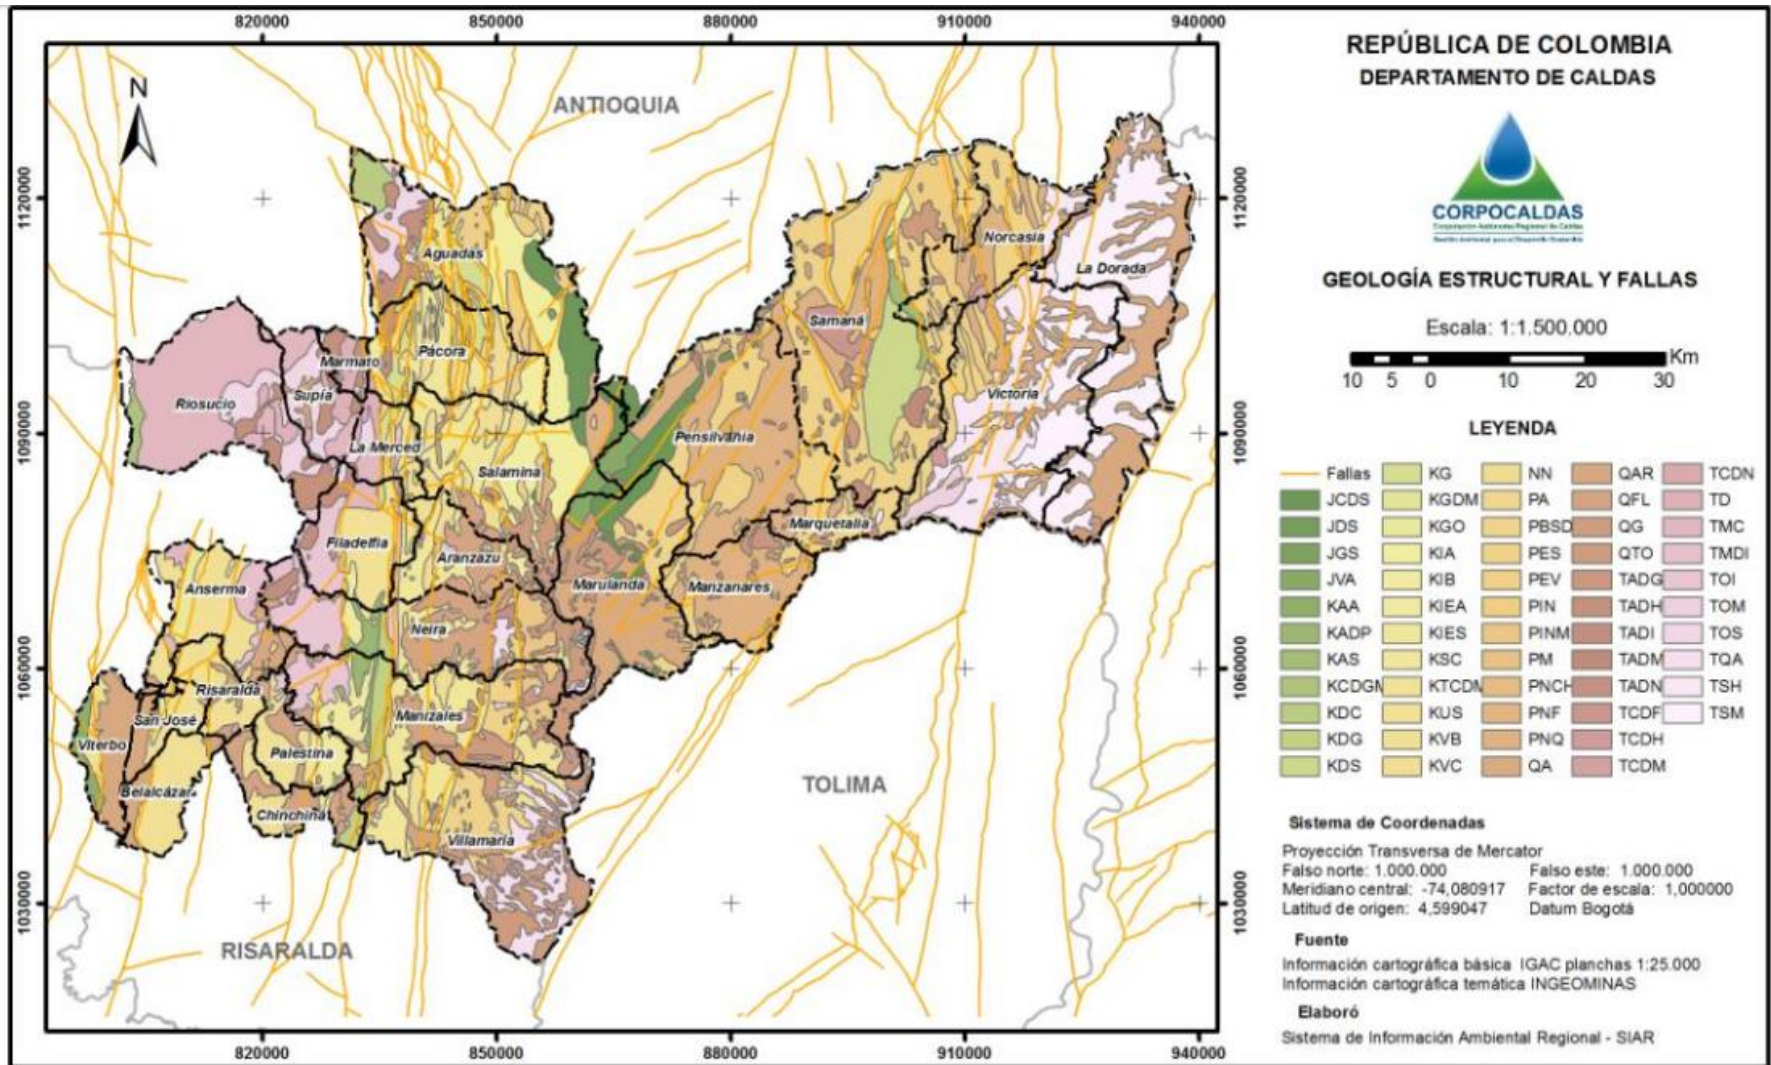 820000 850000 880000 910000 940000
1120000 1090000 1060000 1030000
N
ANTIOQUIA
Aguadas
Norcasia
La Dorada
Pácora
Samaná
Marmato
Riosucio
Supía
Victoria
La Merced
Pensilvania
Salamina
Marquetalia
Filadelfia
Aranzazu
Marulanda
Manzanares
Anserma
Neira
Risaralda
San José
Manizales
Viterbo
Palestina
Belalcázar
Chinchiná
Villamaría
TOLIMA
RISARALDA
1120000 1090000 1060000 1030000
820000 850000 880000 910000 940000
REPÚBLICA DE COLOMBIA
DEPARTAMENTO DE CALDAS
CORPOCALDAS
Corporación Autónoma Regional de Caldas
GEOLOGÍA ESTRUCTURAL Y FALLAS
Escala: 1:1.500.000
Km
10 5 0 10 20 30
LEYENDA
Fallas KG NN QAR TCDN
JCDS KGDM PA QFL TD
JDS KGO PBSD QG TMC
JGS KIA PES QTO TMDI
JVA KIB PEV TADG TOI
KAA KIEA PIN TADH TOM
KADP KIES PINM TADI TOS
KAS KSC PM TADM TQA
KCDGM KTCDM PNCH TADN TSH
KDC KUS PNF TCDF TSM
KDG KVB PNQ TCDH
KDS KVC QA TCDM
Sistema de Coordenadas
Proyección Transversa de Mercator
Falso norte: 1.000.000 Falso este: 1.000.000
Meridiano central: -74,080917 Factor de escala: 1,000000
Latitud de origen: 4,599047 Datum Bogotá
Fuente
Información cartográfica básica IGAC planchas 1:25.000
Información cartográfica temática INGEOMINAS
Elaboró
Sistema de Información Ambiental Regional - SIAR